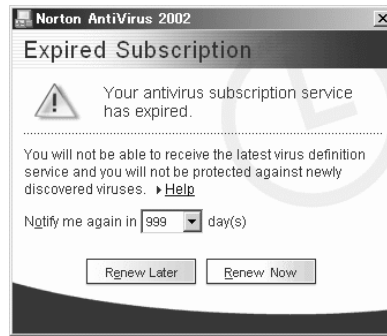 Norton AntiVirus 2002
Expired Subscription
Your antivirus subscription service
has expired.
You will not be able to receive the latest virus definition
service and you will not be protected against newly
discovered viruses. Help
Notify me again in 999 day(s)
Renew Later Renew Now